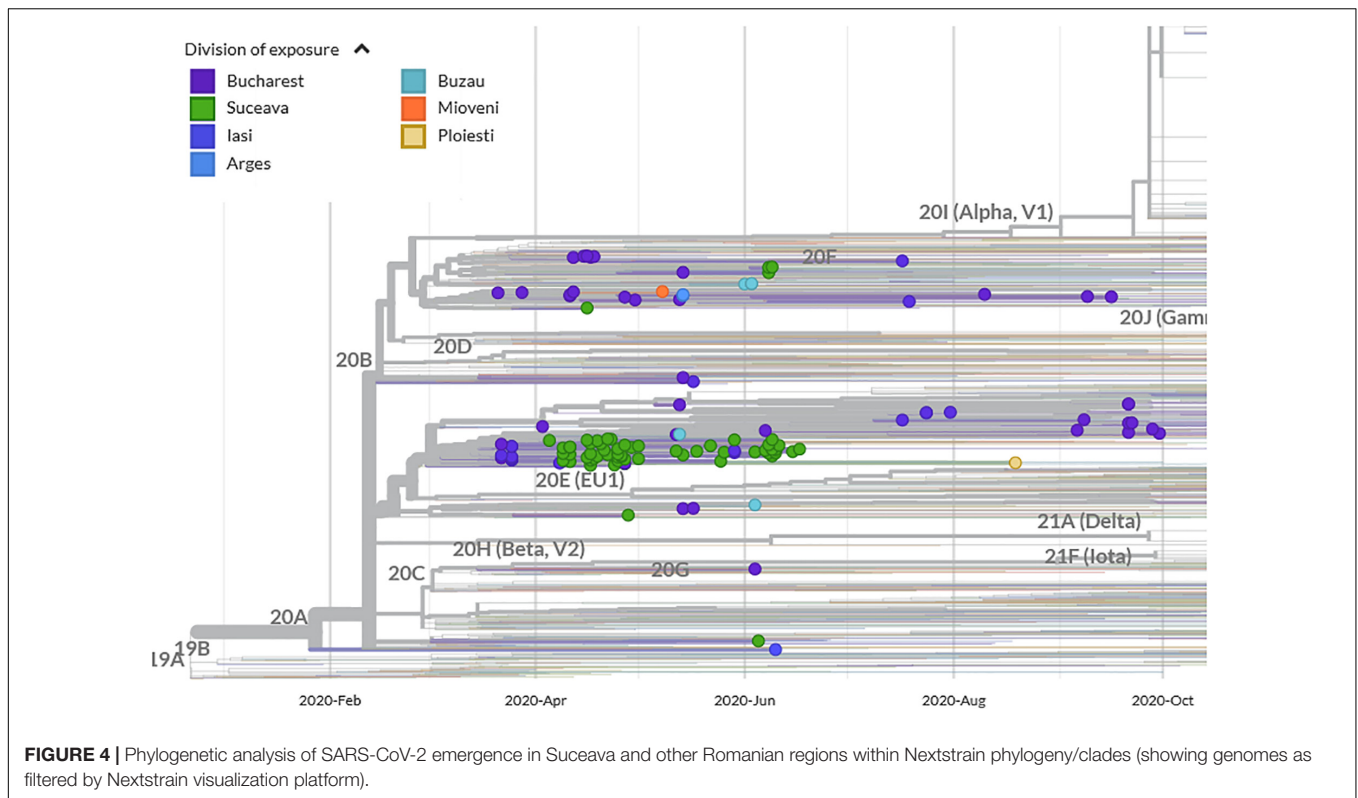 Division of exposure
Bucharest
Suceava
Iasi
Arges
Buzau
Mioveni
Ploiesti
20I (Alpha, V1)
20F
20J (Gam
20B
20D
20E (EU1)
21A (Delta)
20H (Beta, V2)
21F (Iota)
20G
20C
20A
19B
19A
2020-Feb
2020-Apr
2020-Jun
2020-Aug
2020-Oct
FIGURE 4 | Phylogenetic analysis of SARS-CoV-2 emergence in Suceava and other Romanian regions within Nextstrain phylogeny/clades (showing genomes as
filtered by Nextstrain visualization platform).